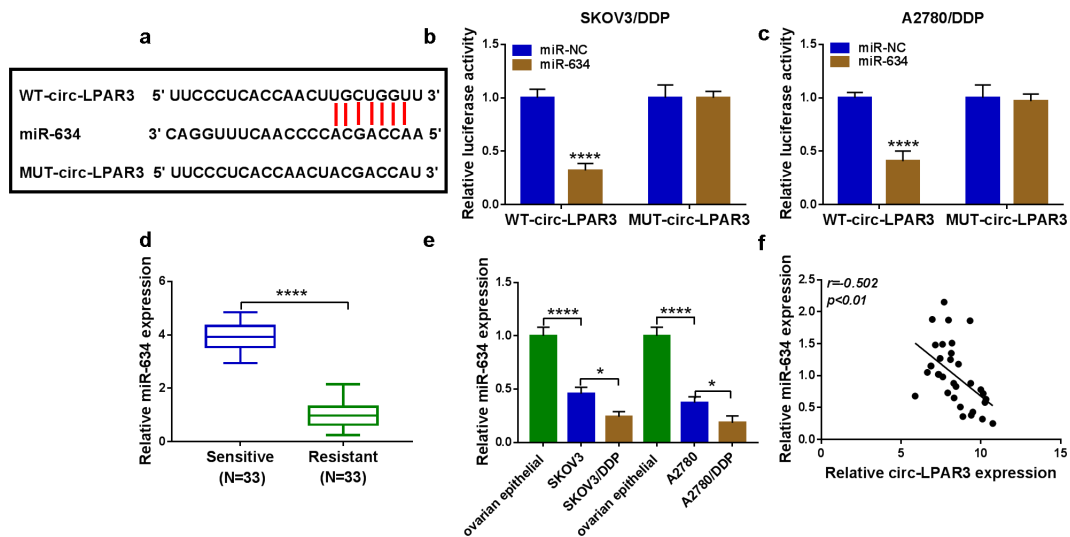 a
WT-circ-LPAR3 5' UUCCCUCACCAACUUGCUGGUU 3'
miR-634 3' CAGGUUUCAACCCCACGACCAA 5'
MUT-circ-LPAR3 5' UUCCCUCACCAACUACGACCAU 3'
b
SKOV3/DDP
Relative luciferase activity
1.5
1.0
0.5
0.0
miR-NC
miR-634
****
WT-circ-LPAR3 MUT-circ-LPAR3
c
A2780/DDP
Relative luciferase activity
1.5
1.0
0.5
0.0
miR-NC
miR-634
****
WT-circ-LPAR3 MUT-circ-LPAR3
d
Relative miR-634 expression
6
4
2
0
****
Sensitive Resistant
(N=33) (N=33)
e
Relative miR-634 expression
1.5
1.0
0.5
0.0
**** ****
* *
ovarian epithelial
SKOV3
SKOV3/DDP
ovarian epithelial
A2780
A2780/DDP
f
Relative miR-634 expression
2.5
2.0
1.5
1.0
0.5
0.0
r=-0.502
p<0.01
0 5 10 15
Relative circ-LPAR3 expression